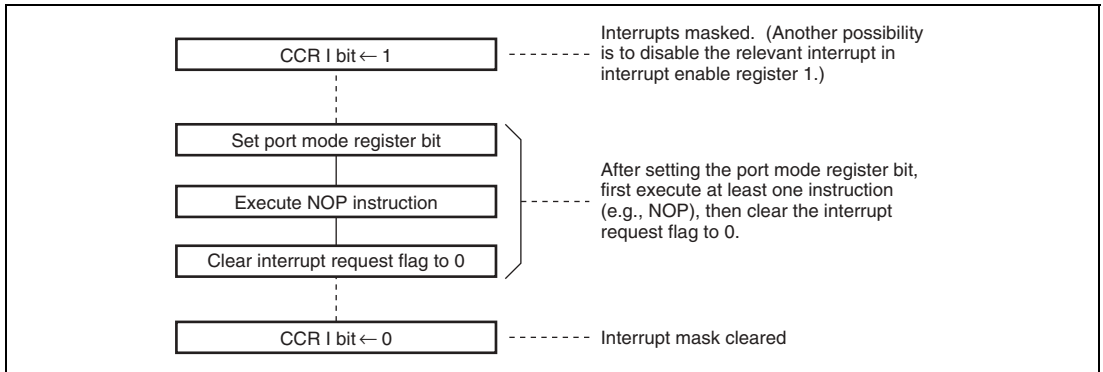 CCR I bit ← 1
Interrupts masked. (Another possibility
is to disable the relevant interrupt in
interrupt enable register 1.)
Set port mode register bit
Execute NOP instruction
Clear interrupt request flag to 0
After setting the port mode register bit,
first execute at least one instruction
(e.g., NOP), then clear the interrupt
request flag to 0.
CCR I bit ← 0
Interrupt mask cleared